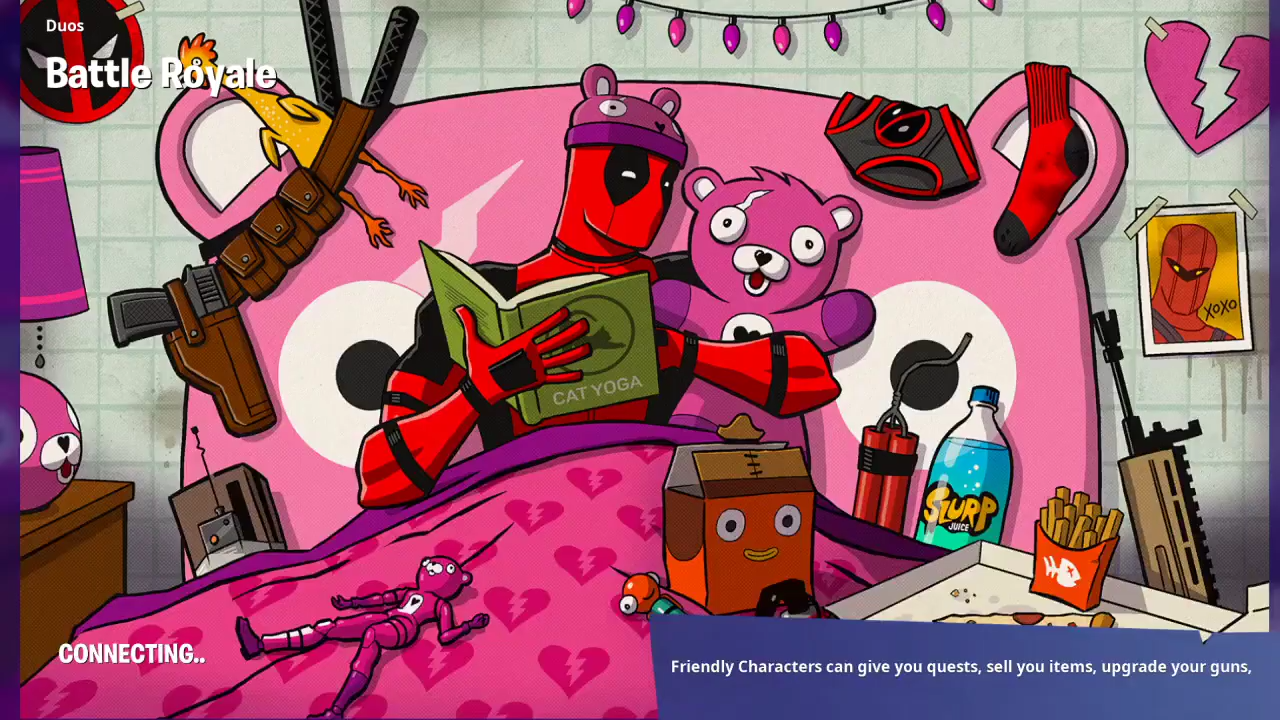 Duos
Battle Royale
XOXO
CAT YOGA
SLURP
JUICE
CONNECTING..
Friendly Characters can give you quests, sell you items, upgrade your guns,